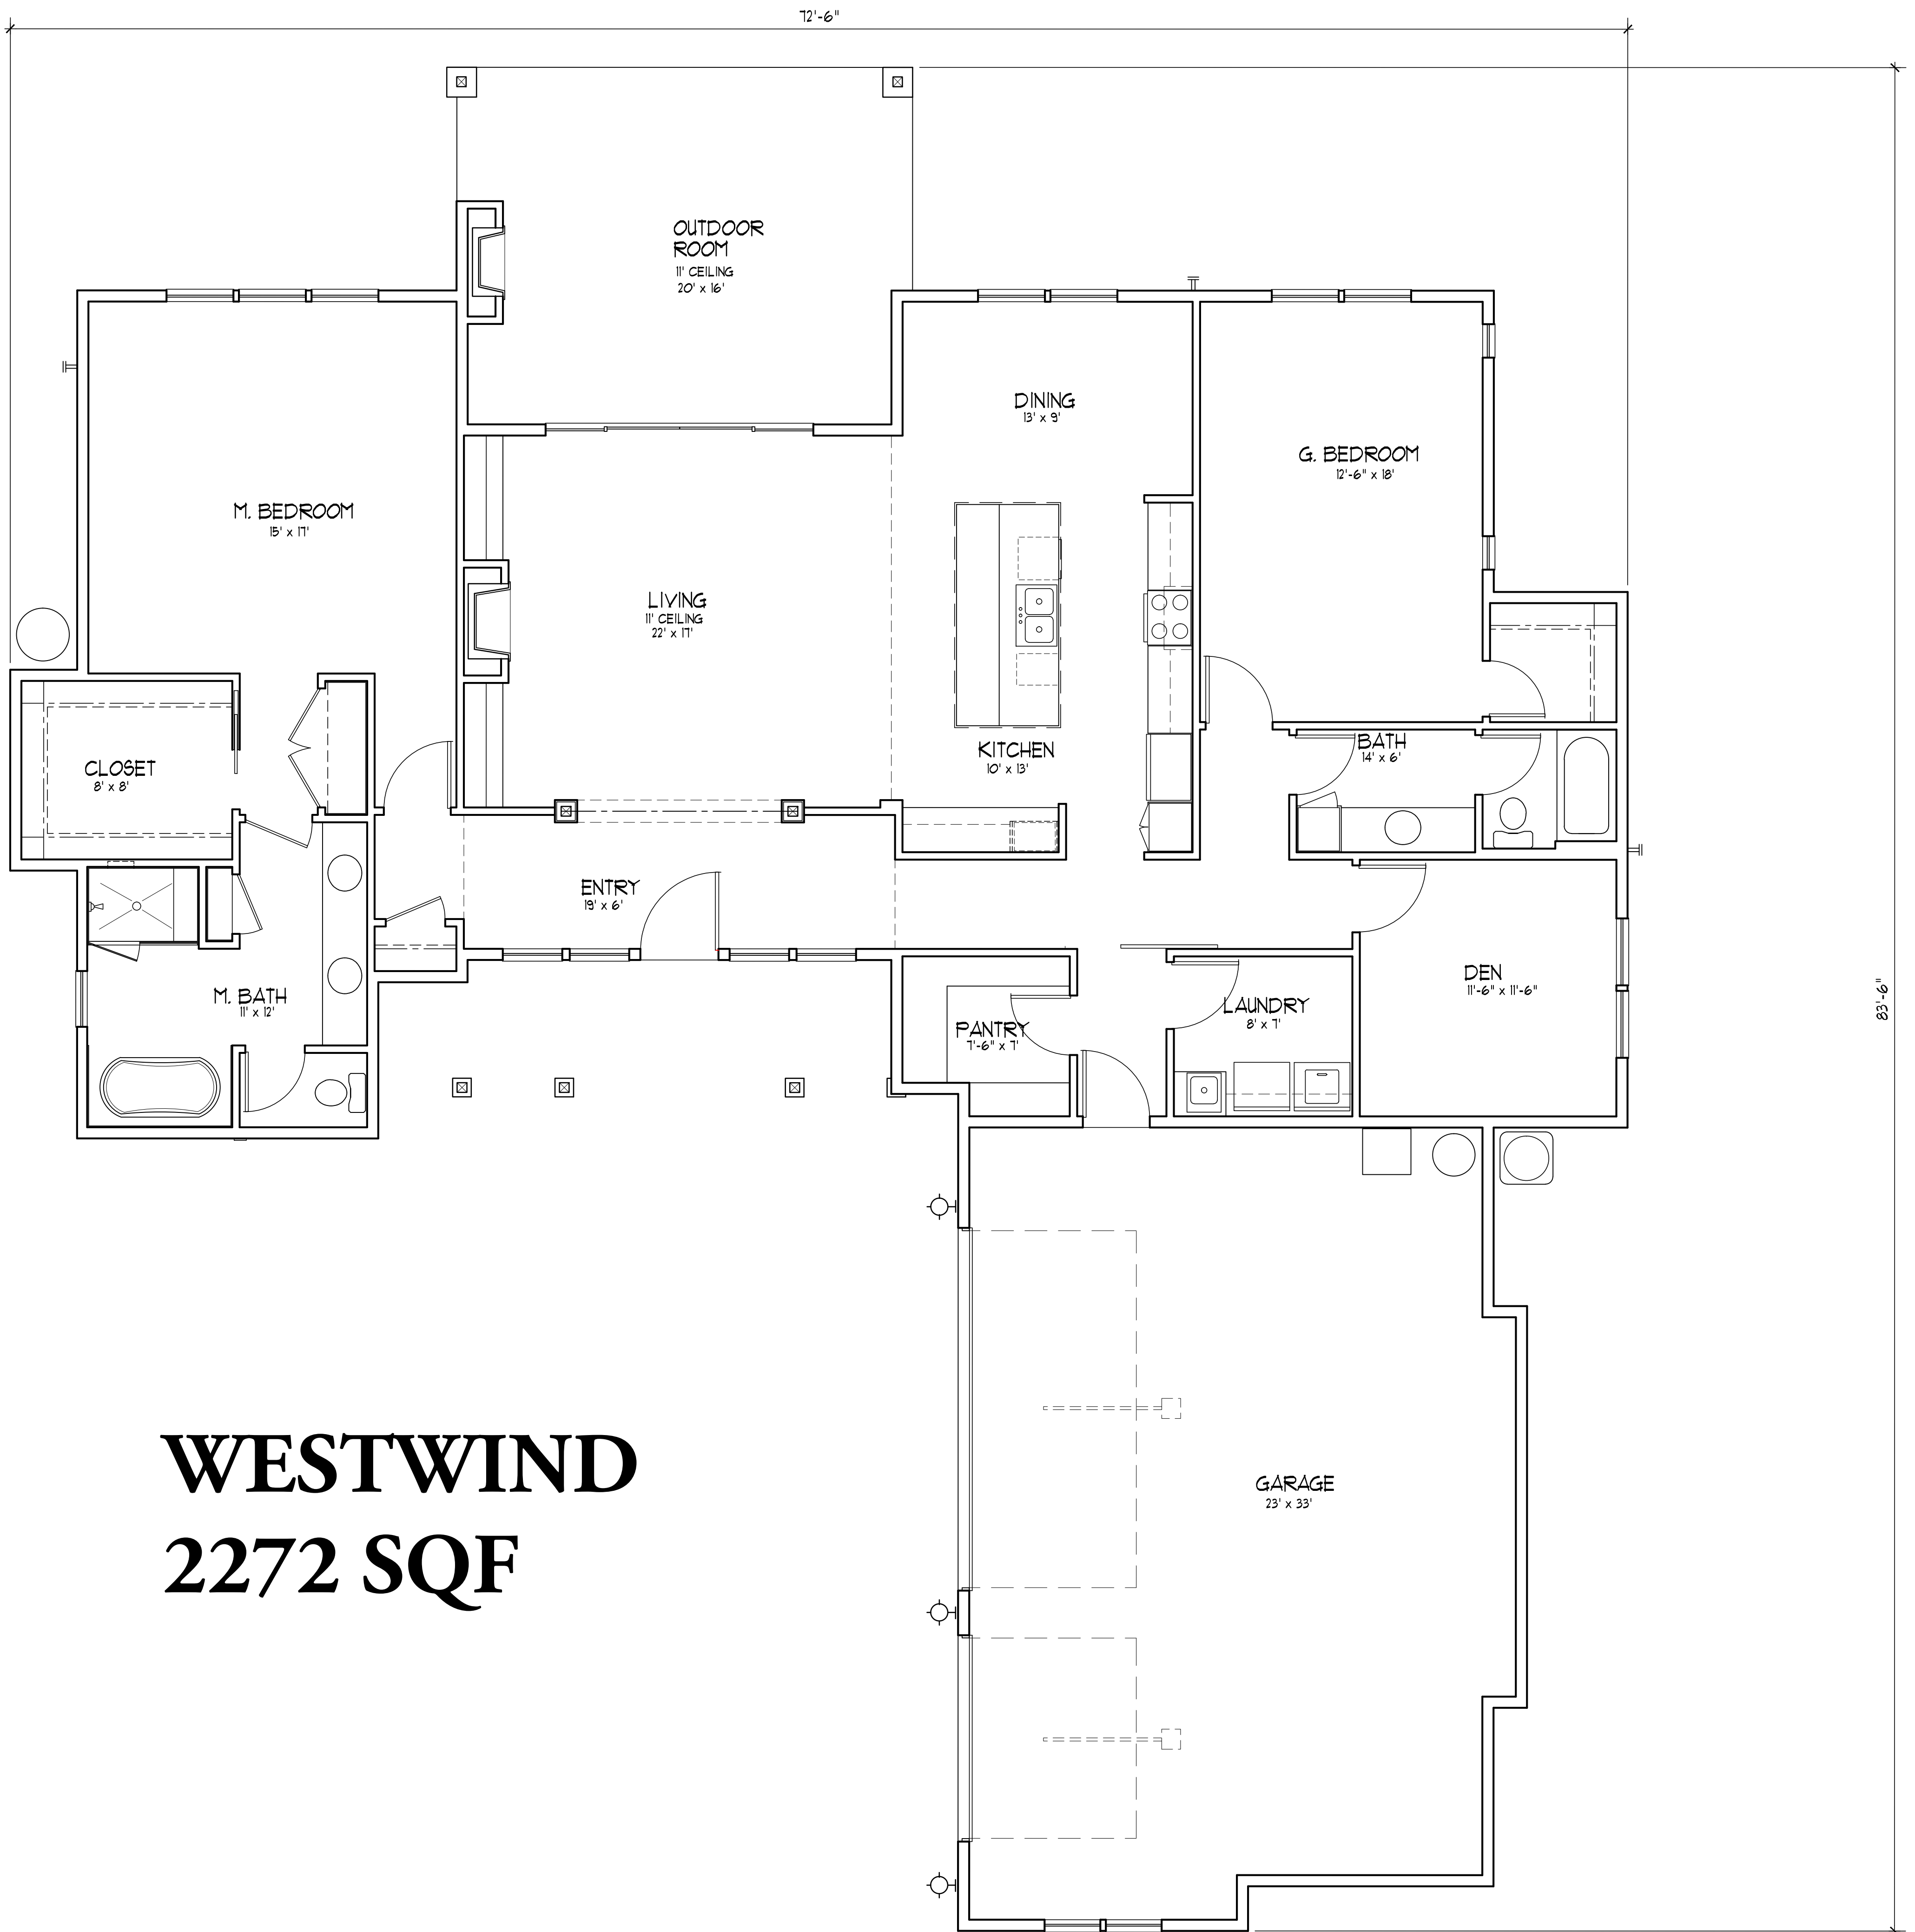 72'-6"
OUTDOOR
ROOM
11' CEILING
20' x 16'
DINING
13' x 9'
G. BEDROOM
12'-6" x 18'
M. BEDROOM
15' x 17'
LIVING
11' CEILING
22' x 17'
KITCHEN
10' x 13'
BATH
14' x 6'
CLOSET
8' x 8'
ENTRY
19' x 6'
DEN
11'-6" x 11'-6"
83'-6"
M. BATH
11' x 12'
LAUNDRY
8' x 7'
PANTRY
7'-6" x 7'
GARAGE
23' x 33'
WESTWIND
2272 SQF